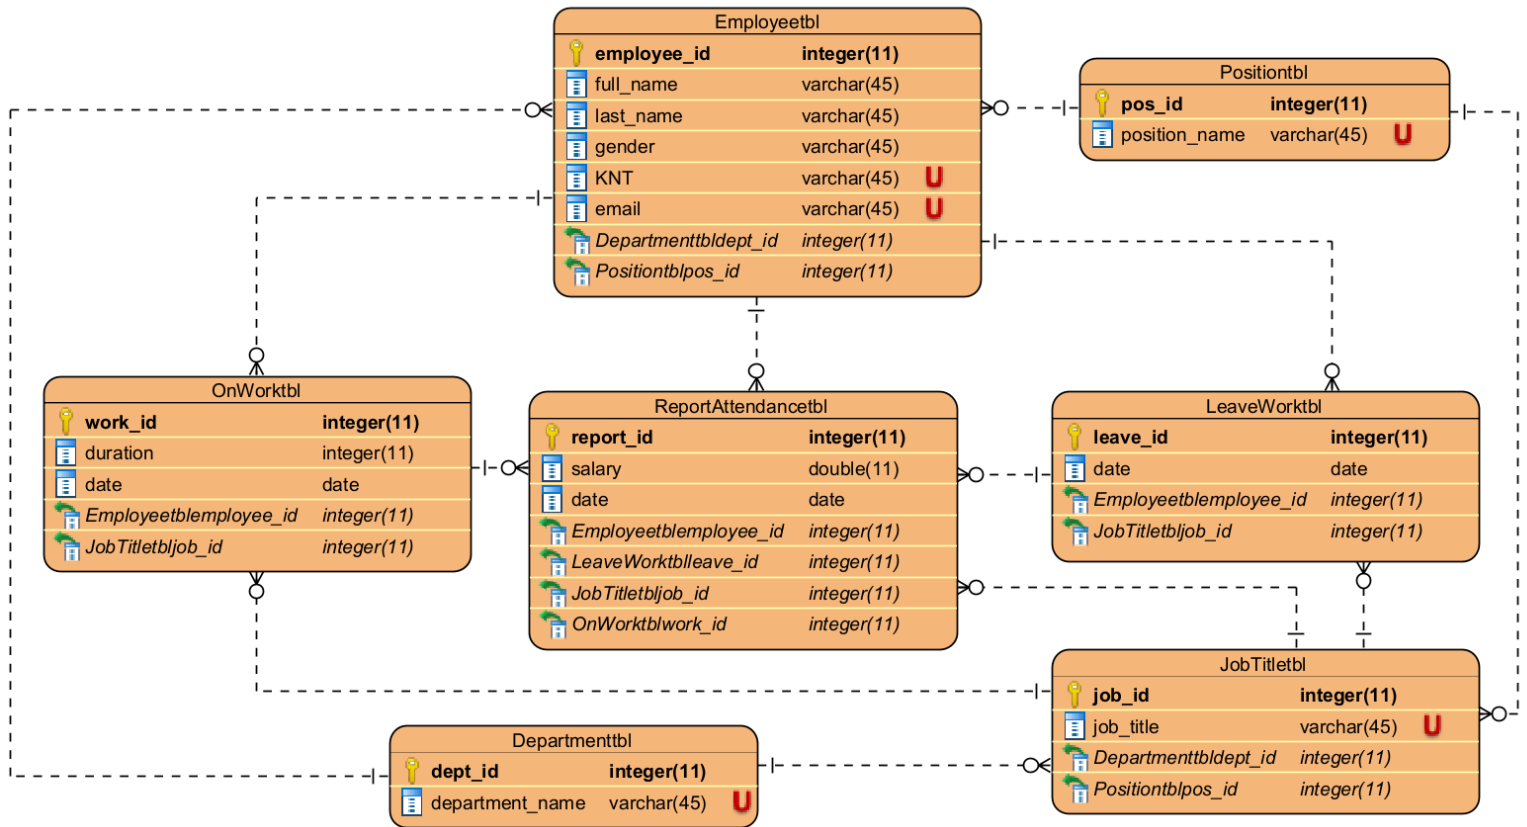 Employeetbl
employee_id integer(11)
full_name varchar(45)
last_name varchar(45)
gender varchar(45)
KNT varchar(45) U
email varchar(45) U
Departmenttbldept_id integer(11)
Positiontblpos_id integer(11)
Positiontbl
pos_id integer(11)
position_name varchar(45) U
OnWorktbl
work_id integer(11)
duration integer(11)
date date
Employeetblemployee_id integer(11)
JobTitletbljob_id integer(11)
ReportAttendancetbl
report_id integer(11)
salary double(11)
date date
Employeetblemployee_id integer(11)
LeaveWorktblleave_id integer(11)
JobTitletbljob_id integer(11)
OnWorktblwork_id integer(11)
LeaveWorktbl
leave_id integer(11)
date date
Employeetblemployee_id integer(11)
JobTitletbljob_id integer(11)
Departmenttbl
dept_id integer(11)
department_name varchar(45) U
JobTitletbl
job_id integer(11)
job_title varchar(45) U
Departmenttbldept_id integer(11)
Positiontblpos_id integer(11)